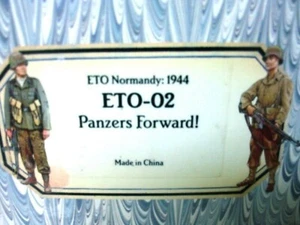 ETO Normandy: 1944
ETO-02
Panzers Forward!
Made in China